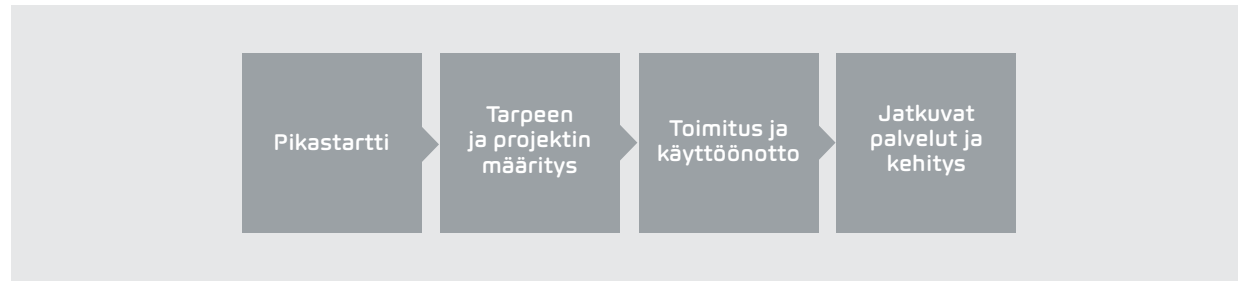 Pikastartti
Tarpeen
ja projektin
määritys
Toimitus ja
käyttöönotto
Jatkuvat
palvelut ja
kehitys